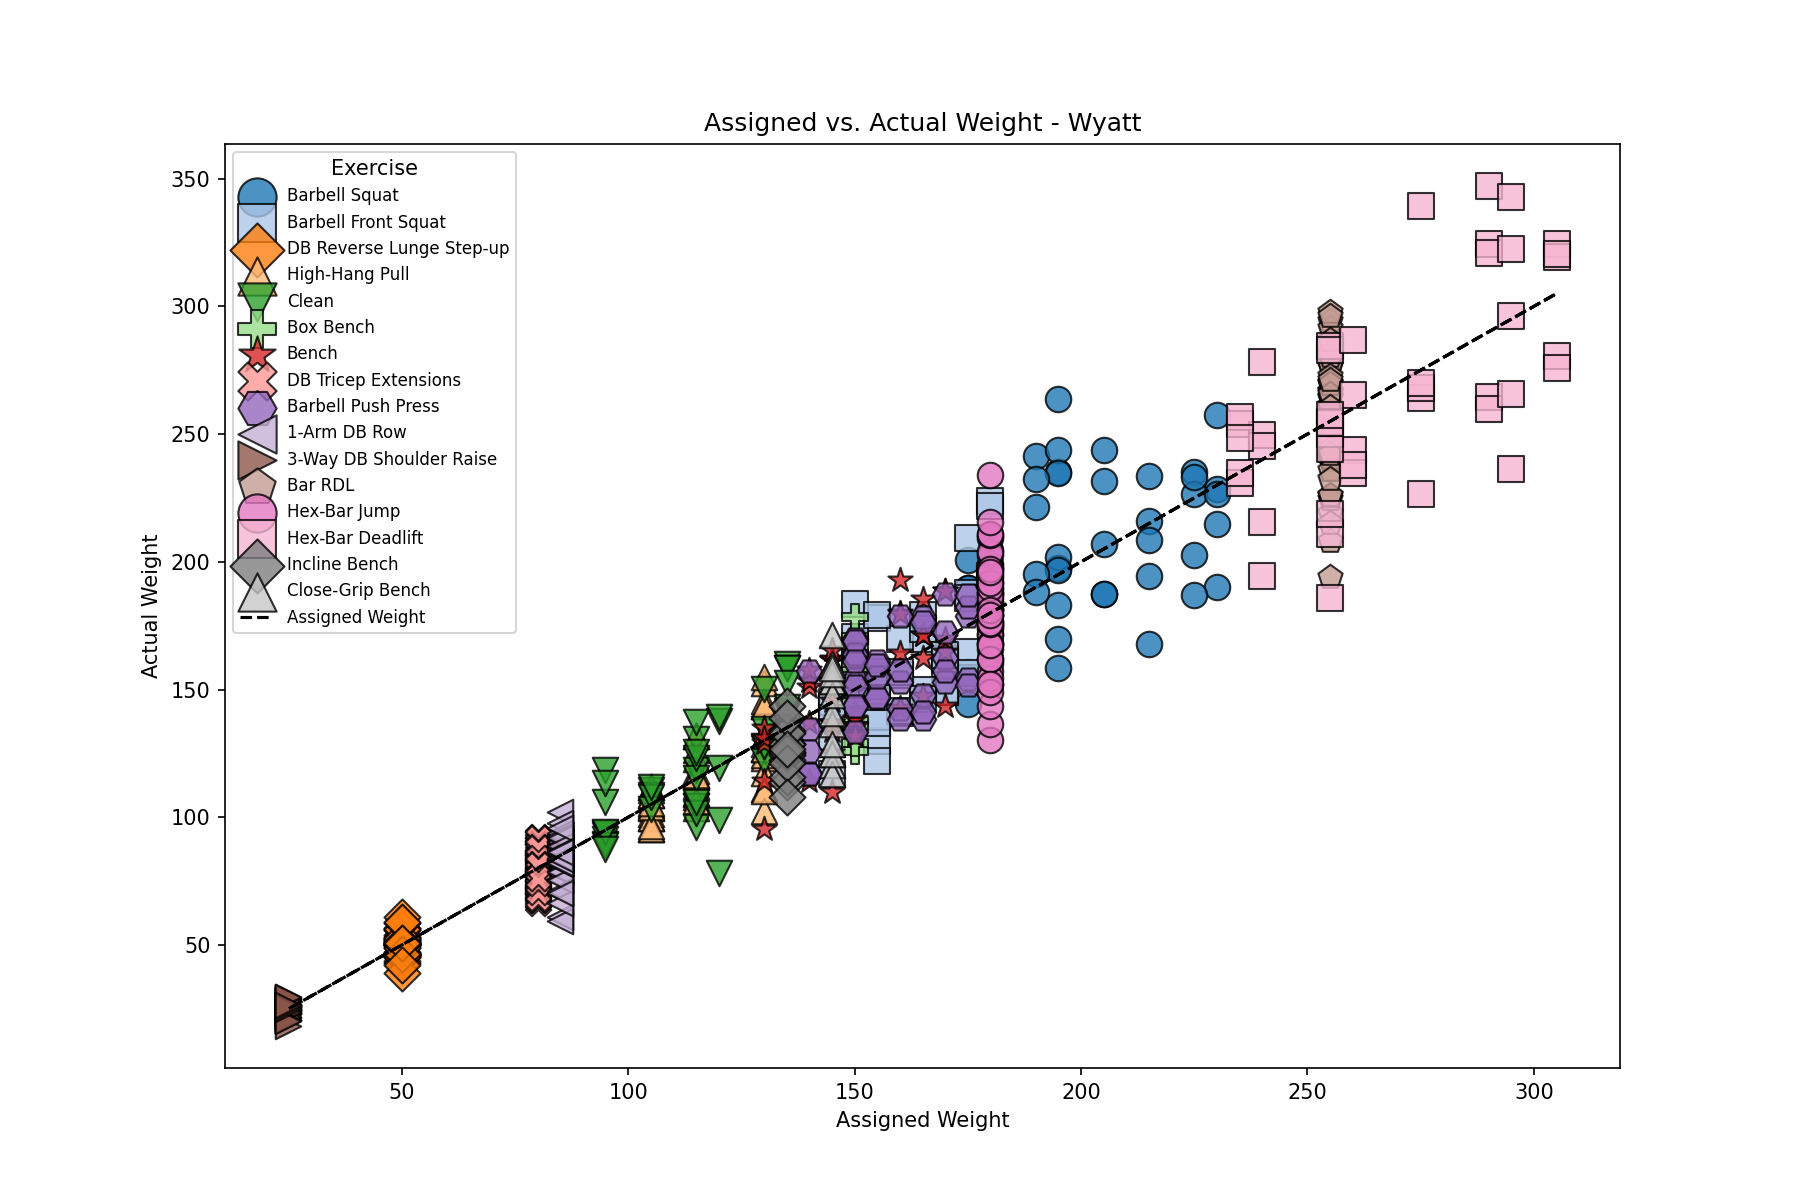 Assigned vs. Actual Weight - Wyatt
Exercise
Barbell Squat
Barbell Front Squat
DB Reverse Lunge Step-up
High-Hang Pull
Clean
Box Bench
Bench
DB Tricep Extensions
Barbell Push Press
1-Arm DB Row
3-Way DB Shoulder Raise
Bar RDL
Hex-Bar Jump
Hex-Bar Deadlift
Incline Bench
Close-Grip Bench
Assigned Weight
Actual Weight
350
300
250
200
150
100
50
50
100
150
200
250
300
Assigned Weight